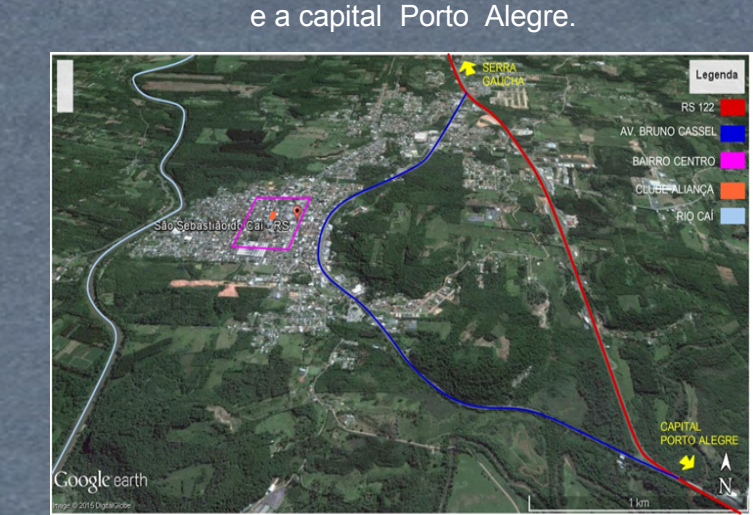 e a capital Porto Alegre.
SERRA
GAÚCHA
Legenda
RS 122
AV. BRUNO CASSEL
BAIRRO CENTRO
CLUBE ALIANÇA
RIO CAÍ
São Sebastião do Caí - RS
CAPITAL
PORTO ALEGRE
N
Google earth
Image © 2015 DigitalGlobe
1 km